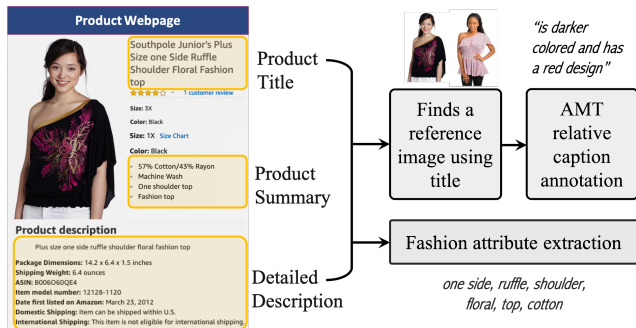 Product Webpage
Southpole Junior's Plus
Size one Side Ruffle
Shoulder Floral Fashion
top
1 customer review
Size: 3X
Color: Black
Size: 1X Size Chart
Color: Black
• 57% Cotton/43% Rayon
• Machine Wash
• One shoulder top
• Fashion top
Product description
Plus size one side ruffle shoulder floral fashion top
Package Dimensions: 14.2 x 6.4 x 1.5 inches
Shipping Weight: 6.4 ounces
ASIN: B006O60QE4
Item model number: 12128-1120
Date first listed on Amazon: March 23, 2012
Domestic Shipping: Item can be shipped within U.S.
International Shipping: This item is not eligible for international shipping.
Product
Title
Product
Summary
Detailed
Description
"is darker
colored and has
a red design"
Finds a
reference
image using
title
AMT
relative
caption
annotation
Fashion attribute extraction
one side, ruffle, shoulder,
floral, top, cotton